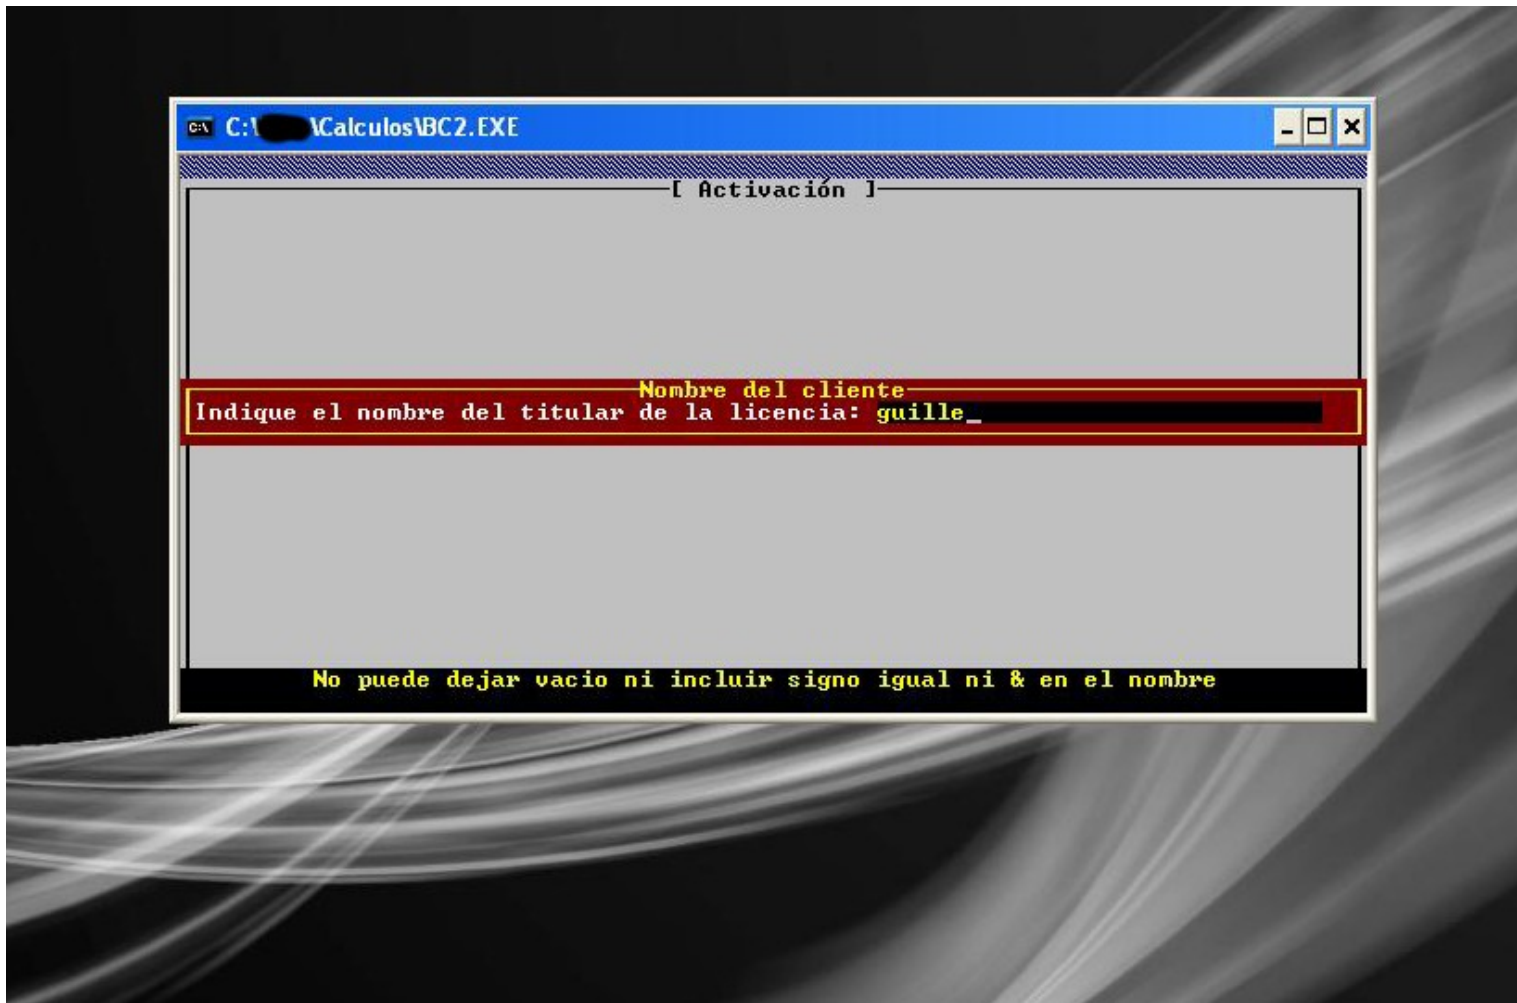 C:\ \Calculos\BC2.EXE
[ Activación ]
Nombre del cliente
Indique el nombre del titular de la licencia: guille_
No puede dejar vacio ni incluir signo igual ni & en el nombre